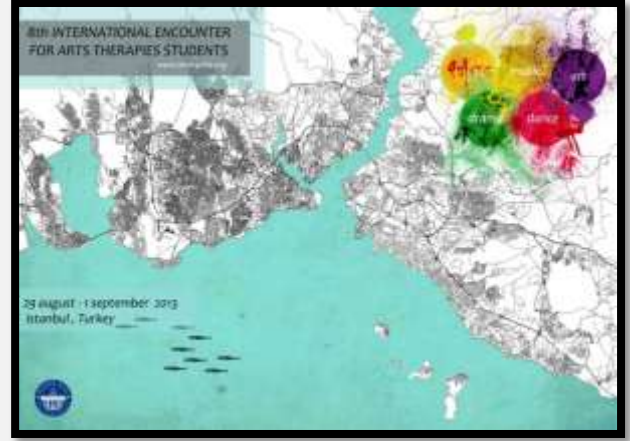 8th INTERNATIONAL ENCOUNTER
FOR ARTS THERAPIES STUDENTS
music
art
drama
dance
29 august - 1 september 2013
Istanbul, Turkey